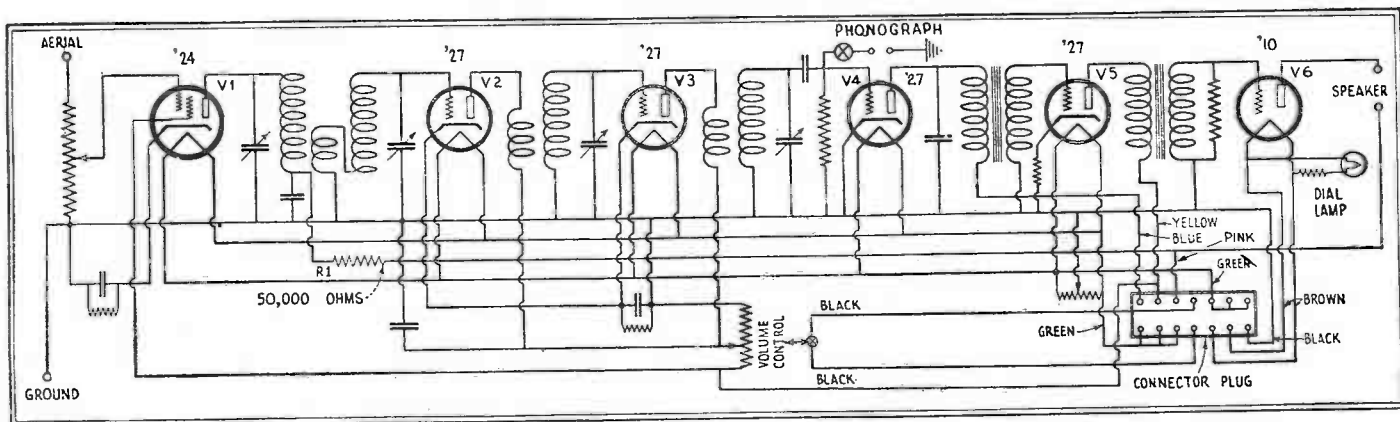 AERIAL
'24
V1
'27
V2
'27
V3
PHONOGRAPH
V4
'27
'27
V5
'10
V6
SPEAKER
DIAL
LAMP
YELLOW
BLUE
PINK
GREEN
R1
50,000 OHMS
BLACK
VOLUME
CONTROL
BLACK
GREEN
BROWN
BLACK
CONNECTOR PLUG
GROUND